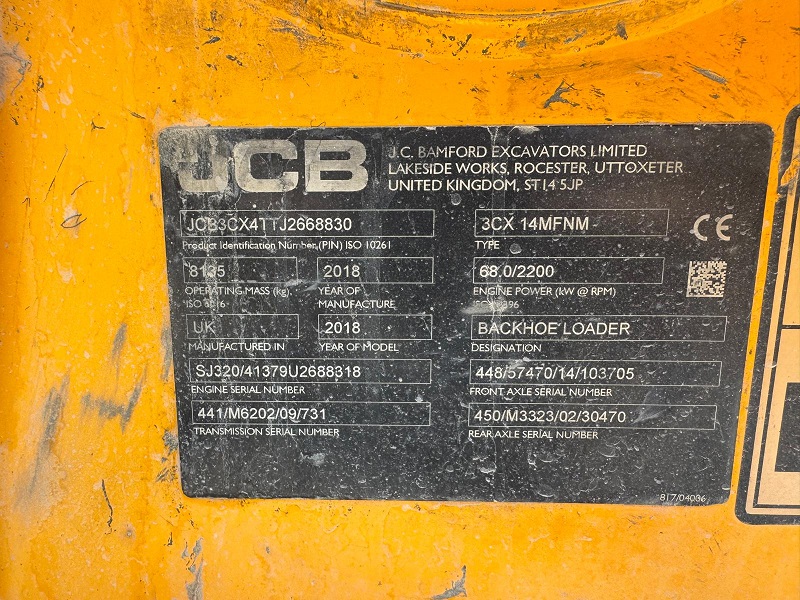 JCB
J.C. BAMFORD EXCAVATORS LIMITED
LAKESIDE WORKS, ROCESTER, UTTOXETER
UNITED KINGDOM, ST14 5JP
JCB3CX4TTJ2668830
Product Identification Number (PIN) ISO 10261
3CX 14MFNM
TYPE
CE
8135
OPERATING MASS (kg)
2018
YEAR OF
MANUFACTURE
68.0/2200
ENGINE POWER (kW @ RPM)
UK
MANUFACTURED IN
2018
YEAR OF MODEL
BACKHOE LOADER
DESIGNATION
SJ320/41379U2688318
ENGINE SERIAL NUMBER
448/57470/14/103705
FRONT AXLE SERIAL NUMBER
441/M6202/09/731
TRANSMISSION SERIAL NUMBER
450/M3323/02/30470
REAR AXLE SERIAL NUMBER
817/04036